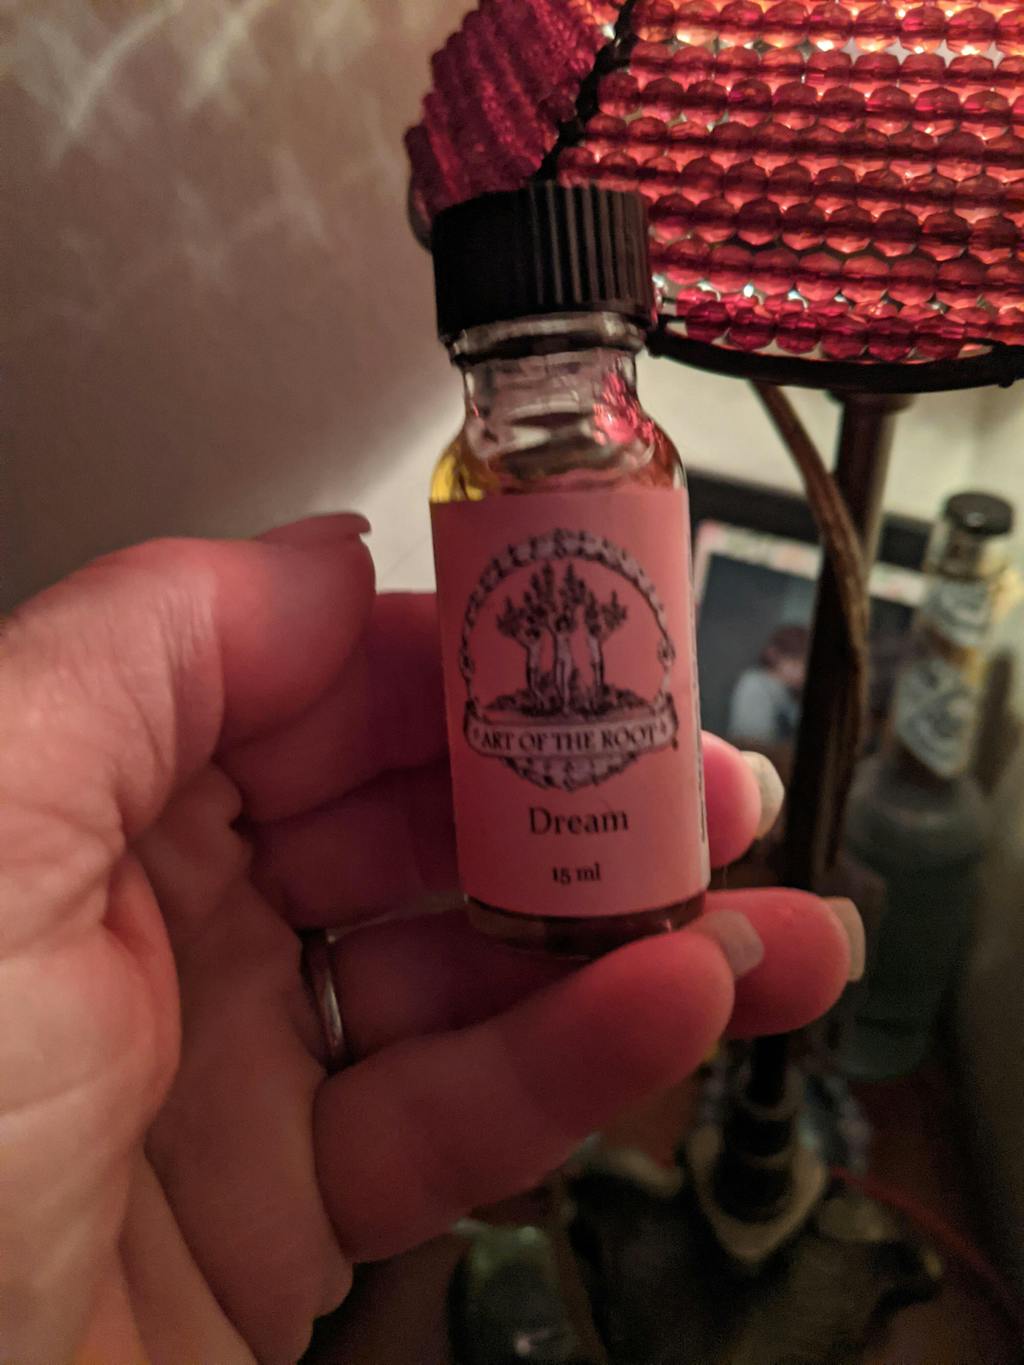 ART OF THE ROOT
Dream
15 ml